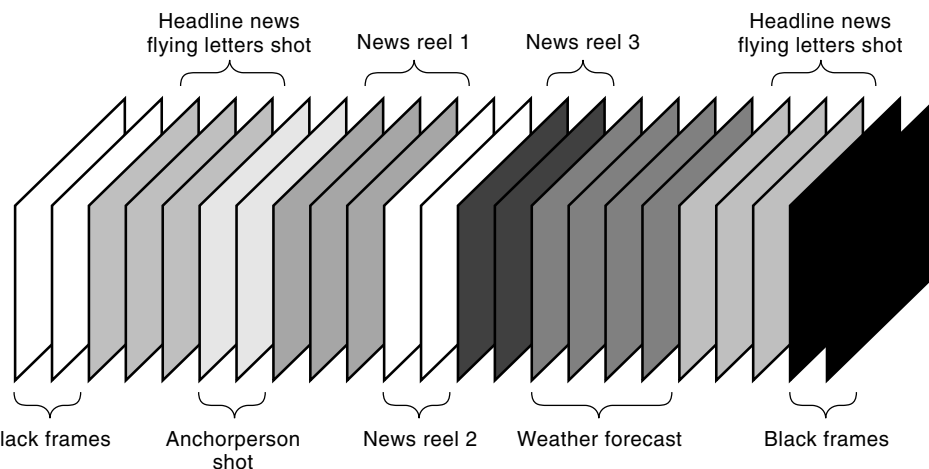 Headline news
flying letters shot
News reel 1
News reel 3
Headline news
flying letters shot
lack frames
Anchorperson
shot
News reel 2
Weather forecast
Black frames